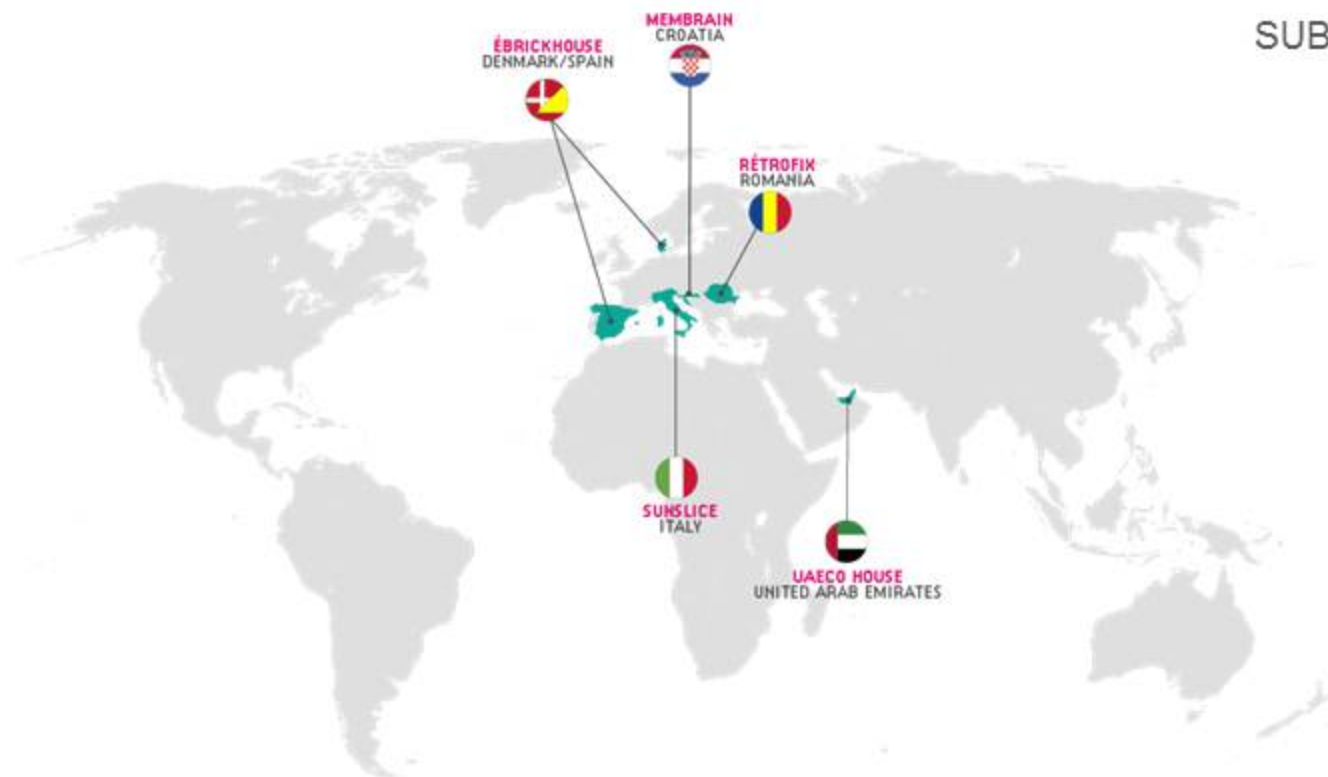 MEMBRAIN
CROATIA
SUB
ÉBRICKHOUSE
DENMARK/SPAIN
RÉTROFIX
ROMANIA
SUNSLICE
ITALY
UAECO HOUSE
UNITED ARAB EMIRATES